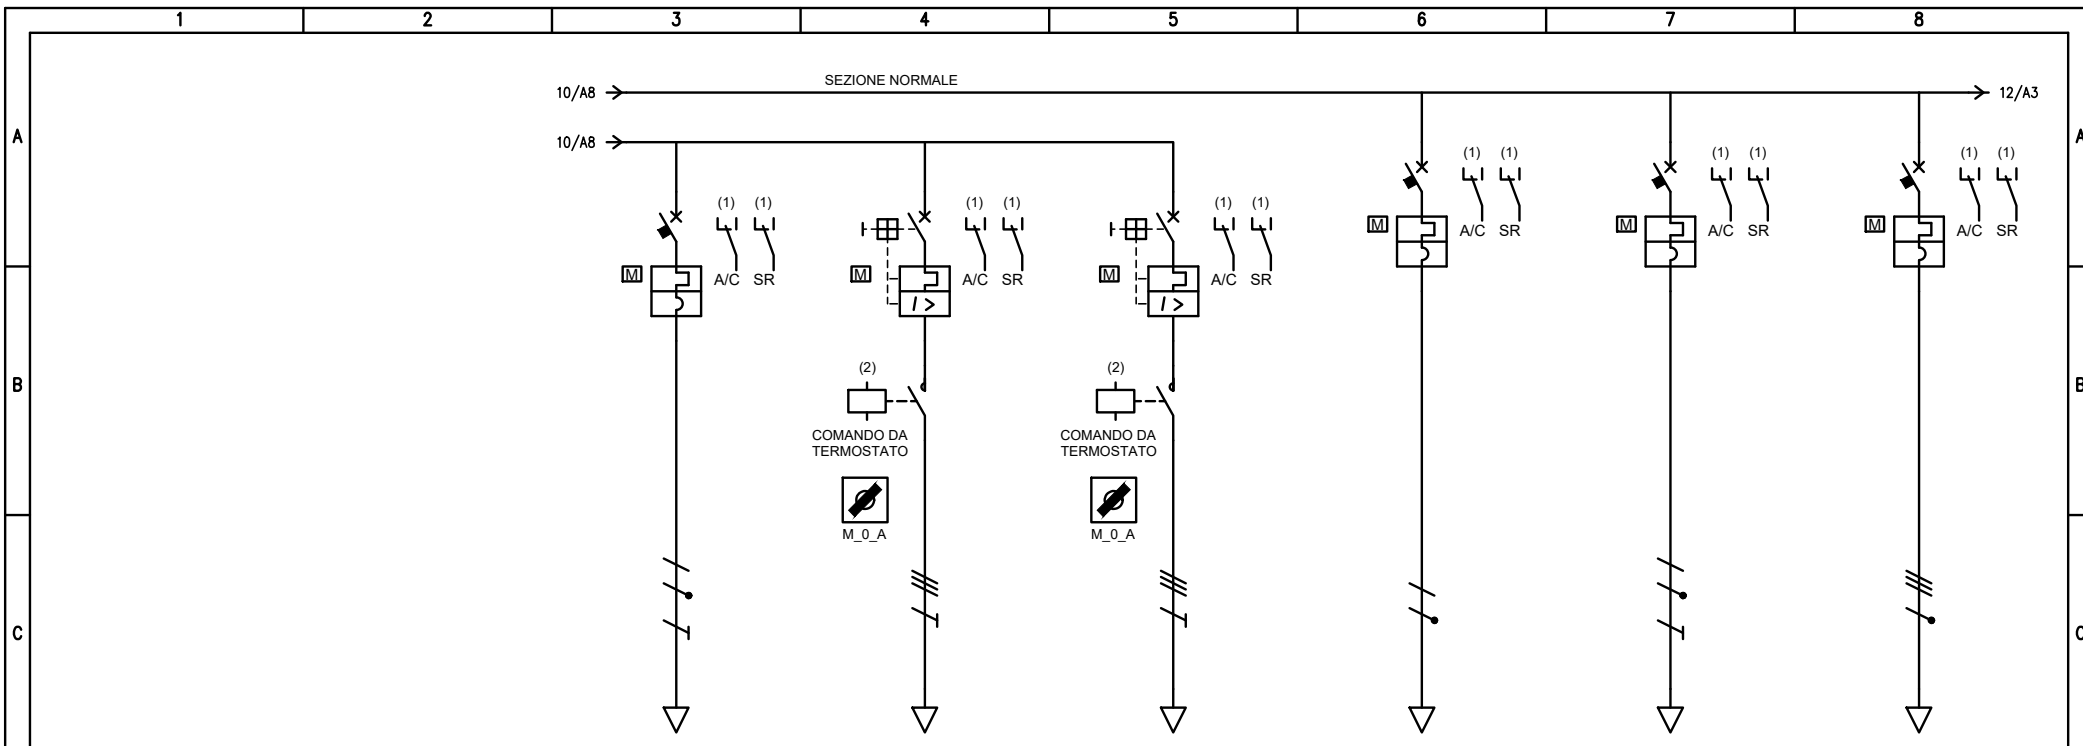 1 2 3 4 5 6 7 8
SEZIONE NORMALE
10/A8 12/A3
A A
10/A8
(1) (1) (1) (1) (1) (1)
(1) (1) (1) (1) (1) (1)
M A/C SR M A/C SR M A/C SR
M A/C SR M A/C SR M A/C SR
I > I >
(2) (2)
B B
COMANDO DA COMANDO DA
TERMOSTATO TERMOSTATO
M_0_A M_0_A
C C